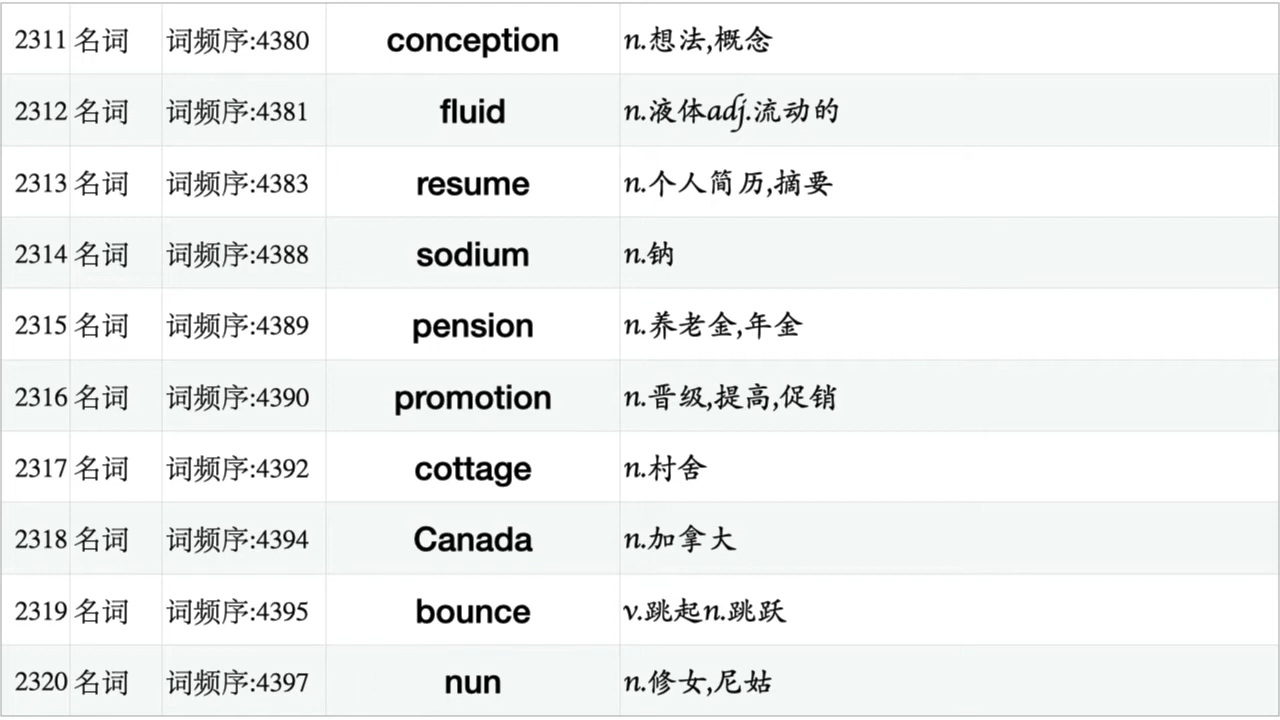 2311 名词 词频序:4380 conception n.想法,概念
2312 名词 词频序:4381 fluid n.液体adj.流动的
2313 名词 词频序:4383 resume n.个人简历,摘要
2314 名词 词频序:4388 sodium n.钠
2315 名词 词频序:4389 pension n.养老金,年金
2316 名词 词频序:4390 promotion n.晋级,提高,促销
2317 名词 词频序:4392 cottage n.村舍
2318 名词 词频序:4394 Canada n.加拿大
2319 名词 词频序:4395 bounce v.跳起n.跳跃
2320 名词 词频序:4397 nun n.修女,尼姑